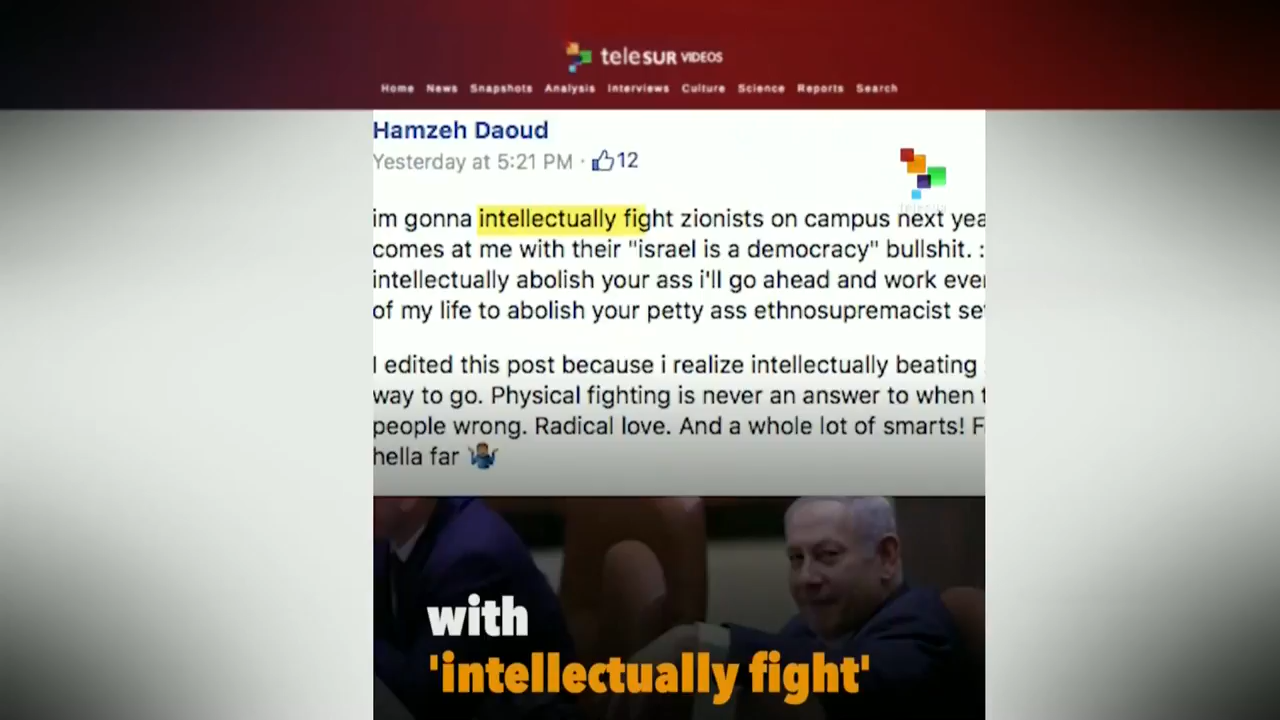 teleSUR VIDEOS
Home News Snapshots Analysis Interviews Culture Science Reports Search
Hamzeh Daoud
Yesterday at 5:21 PM · 12
teleSUR
im gonna intellectually fight zionists on campus next yea
comes at me with their "israel is a democracy" bullshit. :
intellectually abolish your ass i'll go ahead and work eve
of my life to abolish your petty ass ethnosupremacist se
I edited this post because i realize intellectually beating
way to go. Physical fighting is never an answer to when t
people wrong. Radical love. And a whole lot of smarts! F
hella far
with
'intellectually fight'